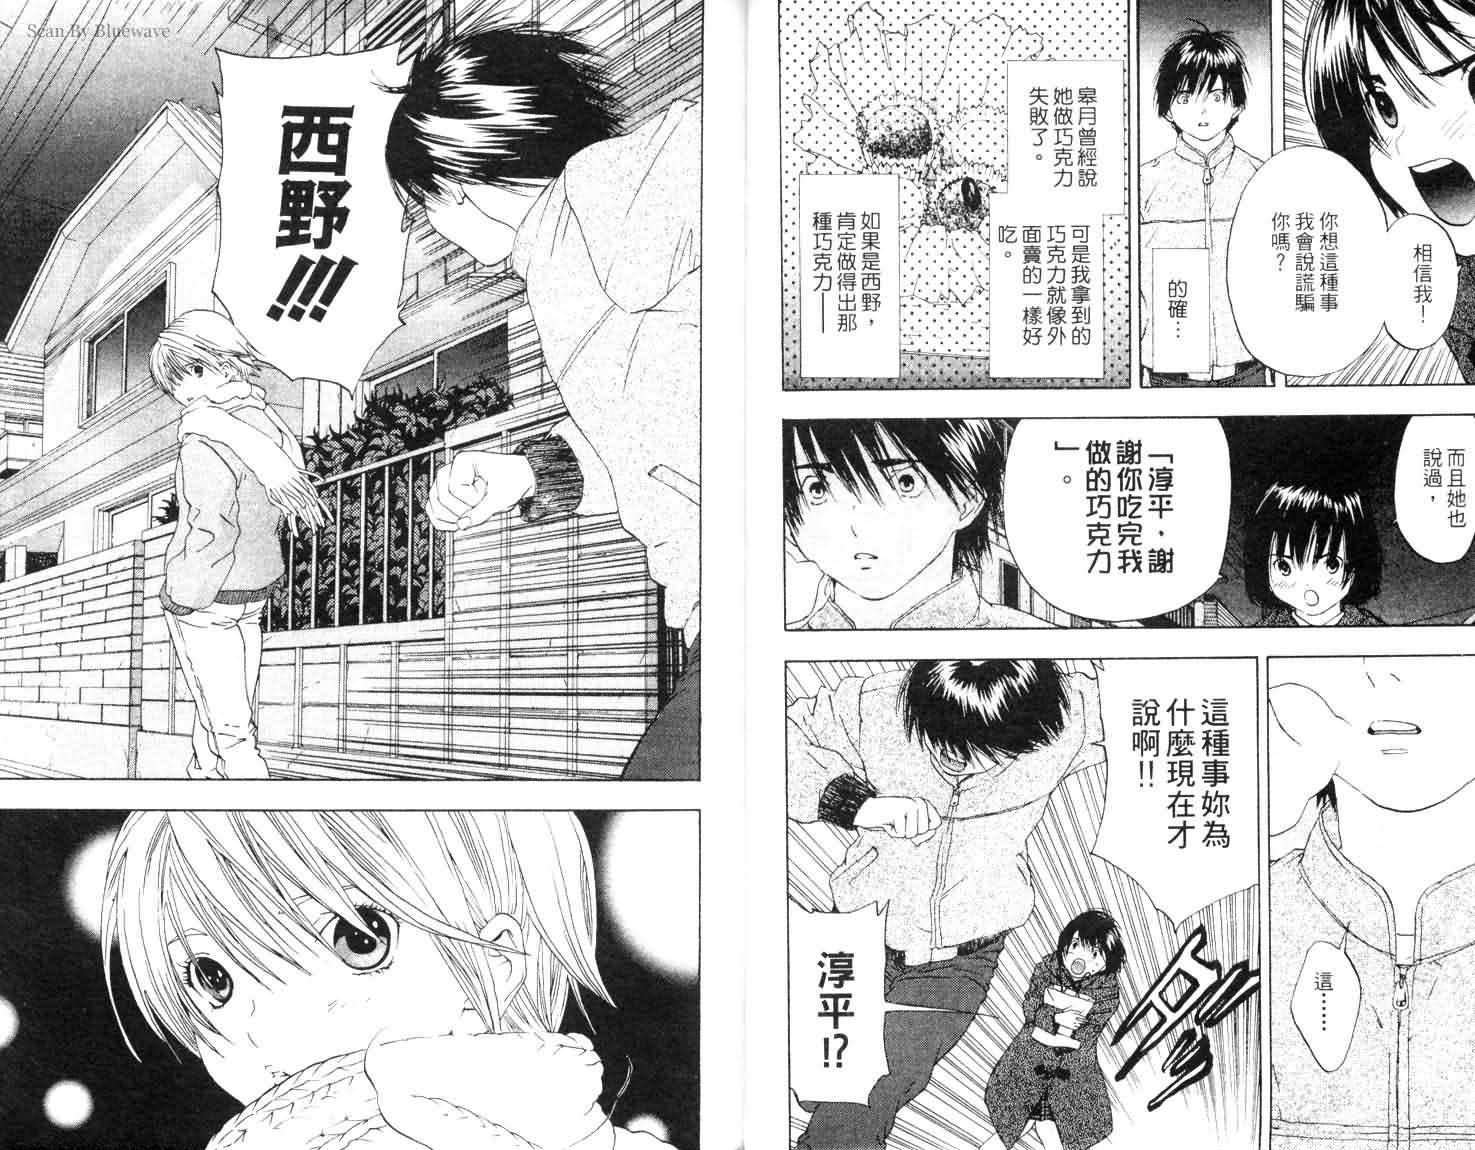 相信我!
你想這種事
我會說謊騙
你嗎?
的確…
皋月曾經說
她做巧克力
失敗了。
可是我拿到的
巧克力就像外
面賣的一樣好
吃。
如果是西野,
肯定做得出那
種巧克力——
而且她也
說過,
「淳平,謝
謝你吃完我
做的巧克力
」。
這……
這種事妳為
什麼現在才
說啊!!
淳平!?
西野!!!
Scan By Bluewave